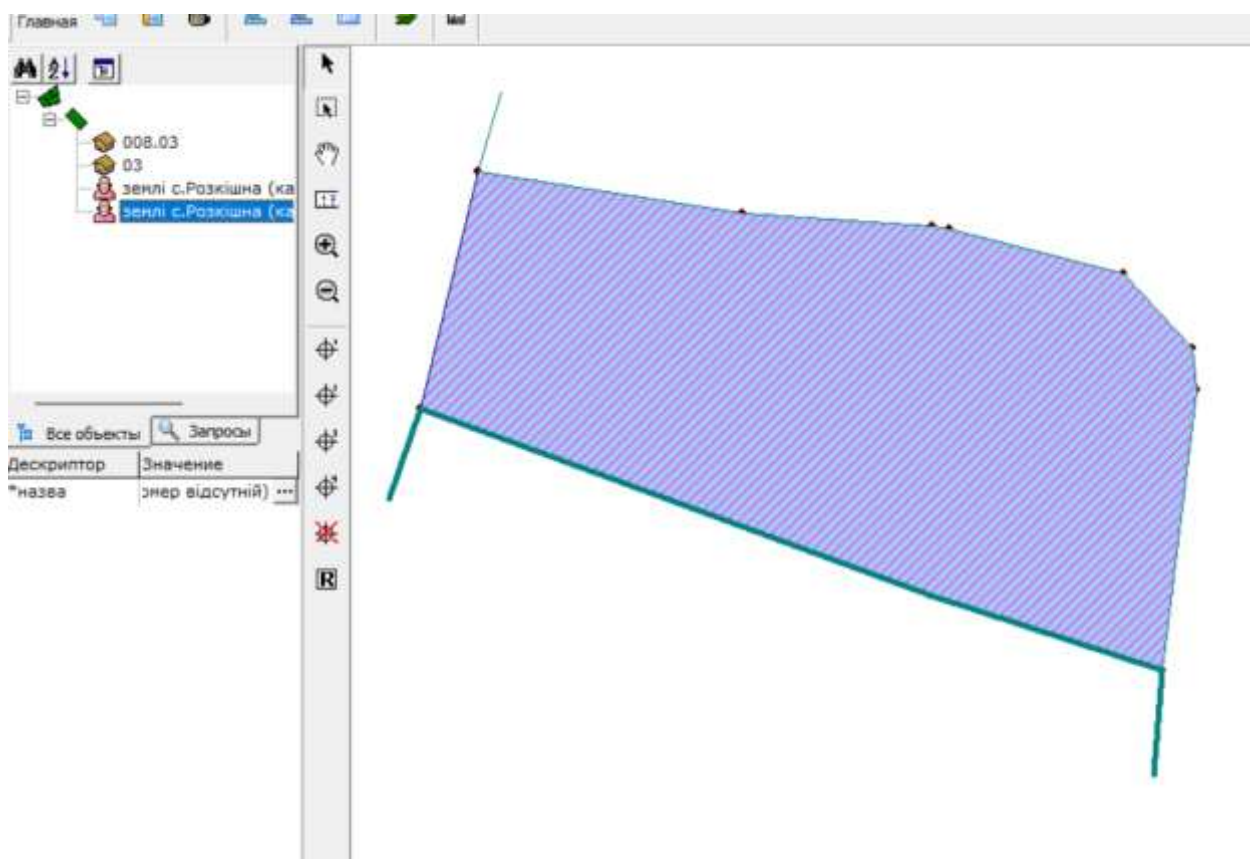 Главная
008.03
03
землі с.Розкішна (ка
землі с.Розкішна (ка
Все объекты
Запросы
Дескриптор Значение
*назва омер відсутній) ...
R